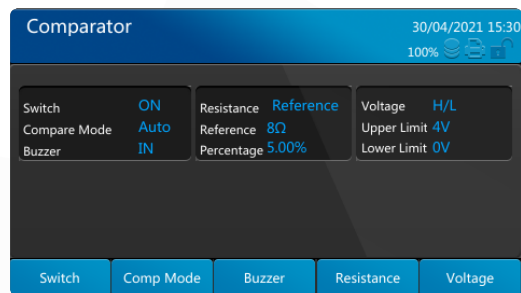 Comparator
30/04/2021 15:30
100%
Switch ON
Compare Mode Auto
Buzzer IN
Resistance Reference
Reference 8Ω
Percentage 5.00%
Voltage H/L
Upper Limit 4V
Lower Limit 0V
Switch Comp Mode Buzzer Resistance Voltage